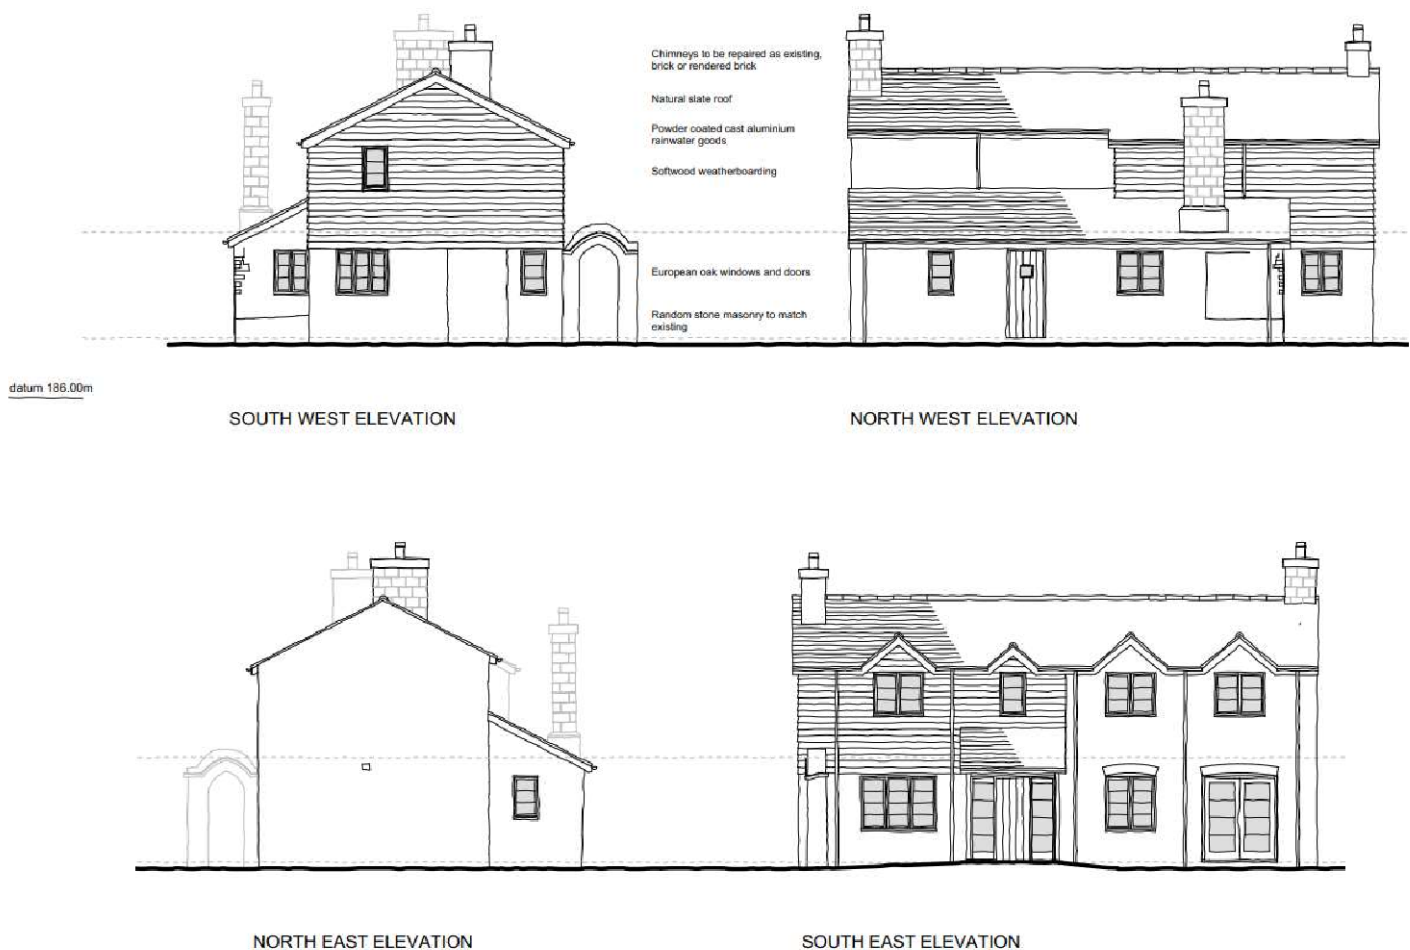 Chimneys to be repaired as existing,
brick or rendered brick
Natural slate roof
Powder coated cast aluminium
rainwater goods
Softwood weatherboarding
European oak windows and doors
Random stone masonry to match
existing
datum 186.00m
SOUTH WEST ELEVATION
NORTH WEST ELEVATION
NORTH EAST ELEVATION
SOUTH EAST ELEVATION